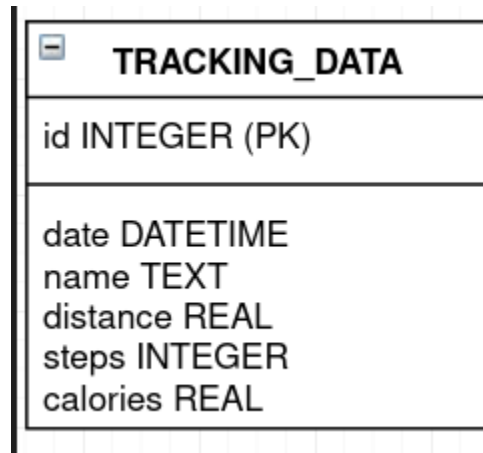 TRACKING_DATA
id INTEGER (PK)
date DATETIME
name TEXT
distance REAL
steps INTEGER
calories REAL